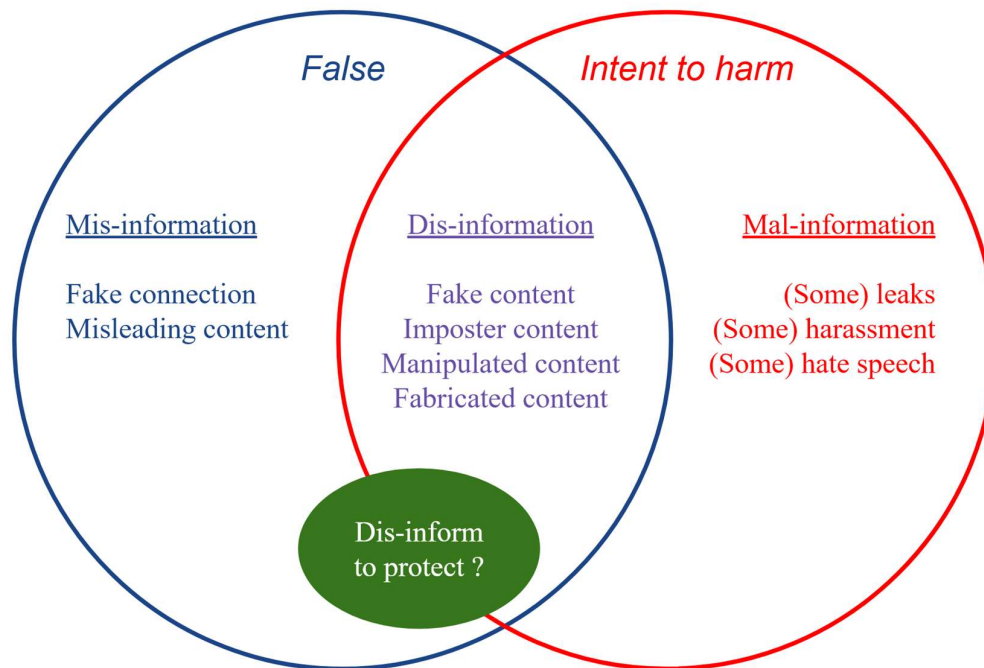 False
Intent to harm
Mis-information
Fake connection
Misleading content
Dis-information
Fake content
Imposter content
Manipulated content
Fabricated content
Mal-information
(Some) leaks
(Some) harassment
(Some) hate speech
Dis-inform
to protect ?